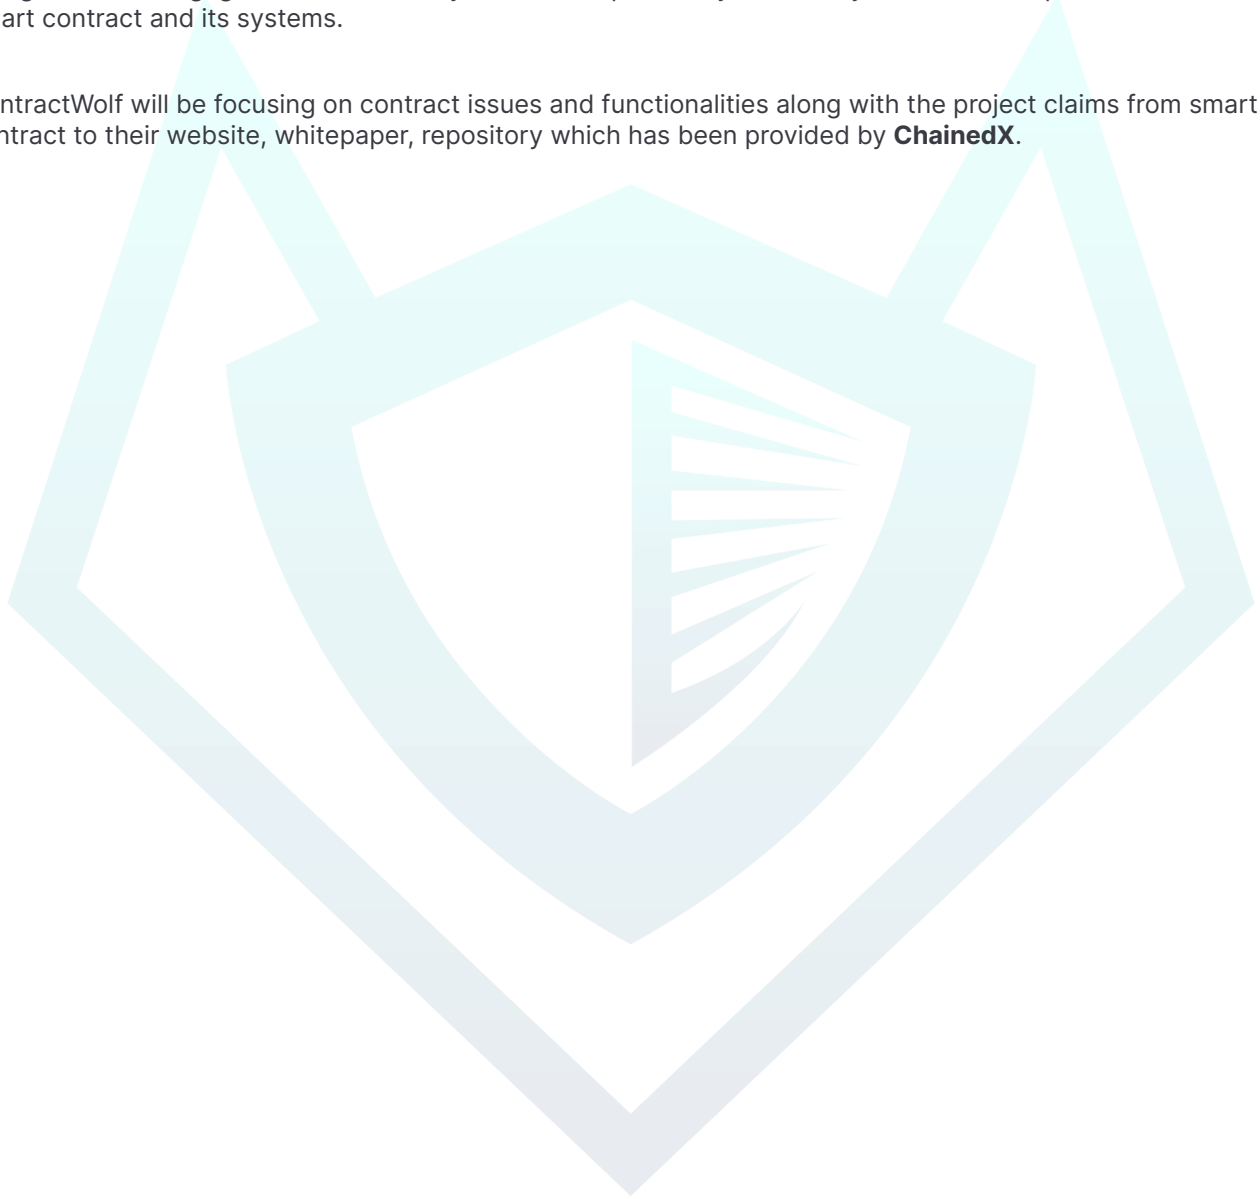 art contract and its systems.
ntractWolf will be focusing on contract issues and functionalities along with the project claims from smart
ntract to their website, whitepaper, repository which has been provided by ChainedX.